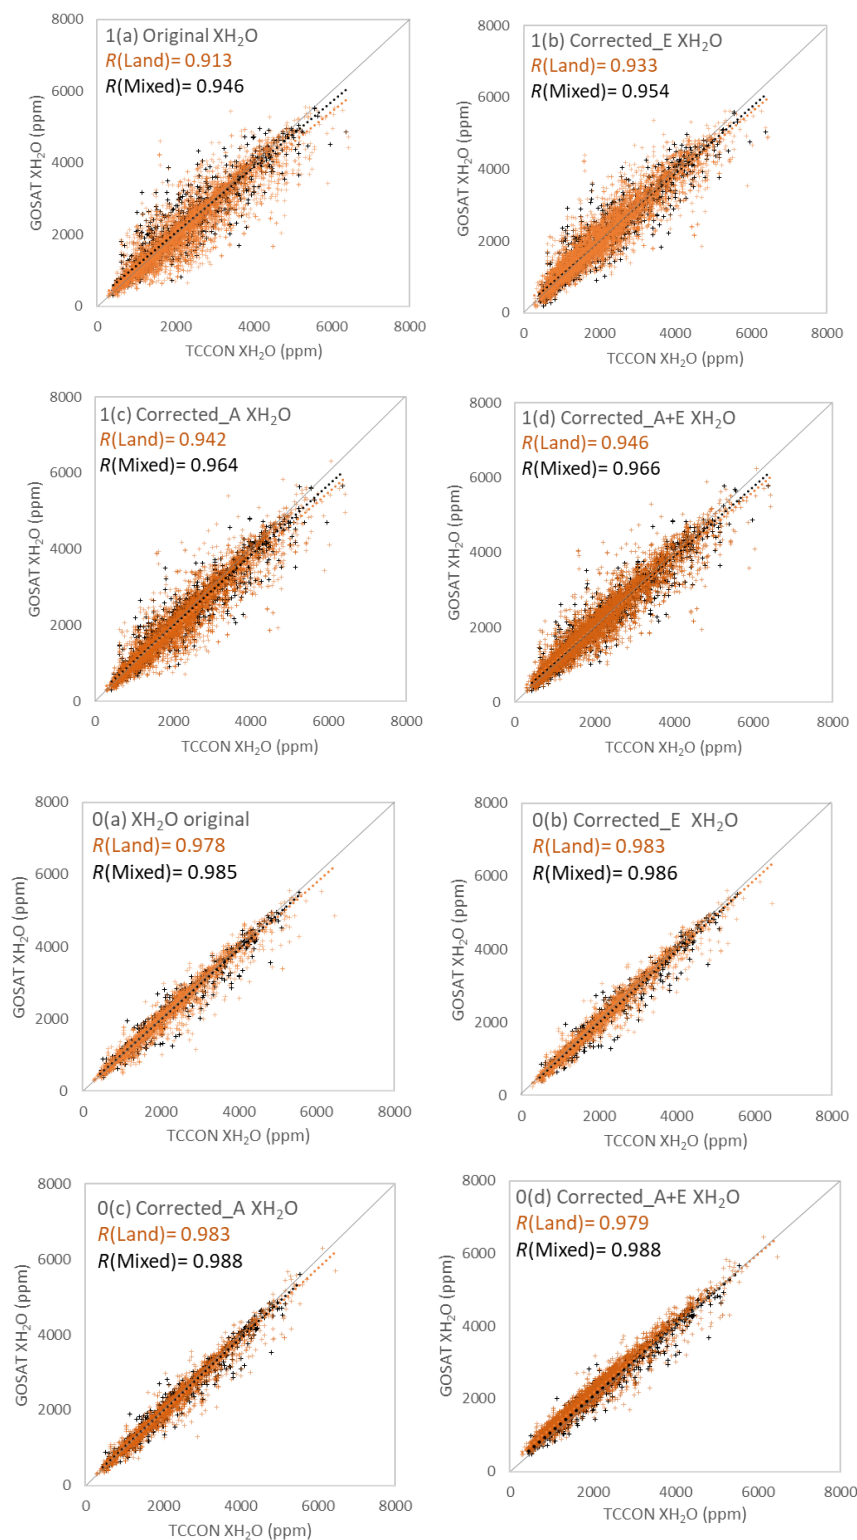 8000
6000
4000
2000
0
GOSAT XH₂O (ppm)
1(a) Original XH₂O
R(Land)= 0.913
R(Mixed)= 0.946
0 2000 4000 6000 8000
TCCON XH₂O (ppm)
8000
6000
4000
2000
0
GOSAT XH₂O (ppm)
1(b) Corrected_E XH₂O
R(Land)= 0.933
R(Mixed)= 0.954
0 2000 4000 6000 8000
TCCON XH₂O (ppm)
8000
6000
4000
2000
0
GOSAT XH₂O (ppm)
1(c) Corrected_A XH₂O
R(Land)= 0.942
R(Mixed)= 0.964
0 2000 4000 6000 8000
TCCON XH₂O (ppm)
8000
6000
4000
2000
0
GOSAT XH₂O (ppm)
1(d) Corrected_A+E XH₂O
R(Land)= 0.946
R(Mixed)= 0.966
0 2000 4000 6000 8000
TCCON XH₂O (ppm)
8000
6000
4000
2000
0
GOSAT XH₂O (ppm)
0(a) XH₂O original
R(Land)= 0.978
R(Mixed)= 0.985
0 2000 4000 6000 8000
TCCON XH₂O (ppm)
8000
6000
4000
2000
0
GOSAT XH₂O (ppm)
0(b) Corrected_E XH₂O
R(Land)= 0.983
R(Mixed)= 0.986
0 2000 4000 6000 8000
TCCON XH₂O (ppm)
8000
6000
4000
2000
0
GOSAT XH₂O (ppm)
0(c) Corrected_A XH₂O
R(Land)= 0.983
R(Mixed)= 0.988
0 2000 4000 6000 8000
TCCON XH₂O (ppm)
8000
6000
4000
2000
0
GOSAT XH₂O (ppm)
0(d) Corrected_A+E XH₂O
R(Land)= 0.979
R(Mixed)= 0.988
0 2000 4000 6000 8000
TCCON XH₂O (ppm)